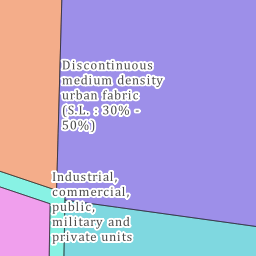 Discontinuous
medium density
urban fabric
(S.L. : 30% -
50%)
Industrial,
commercial,
public,
military and
private units